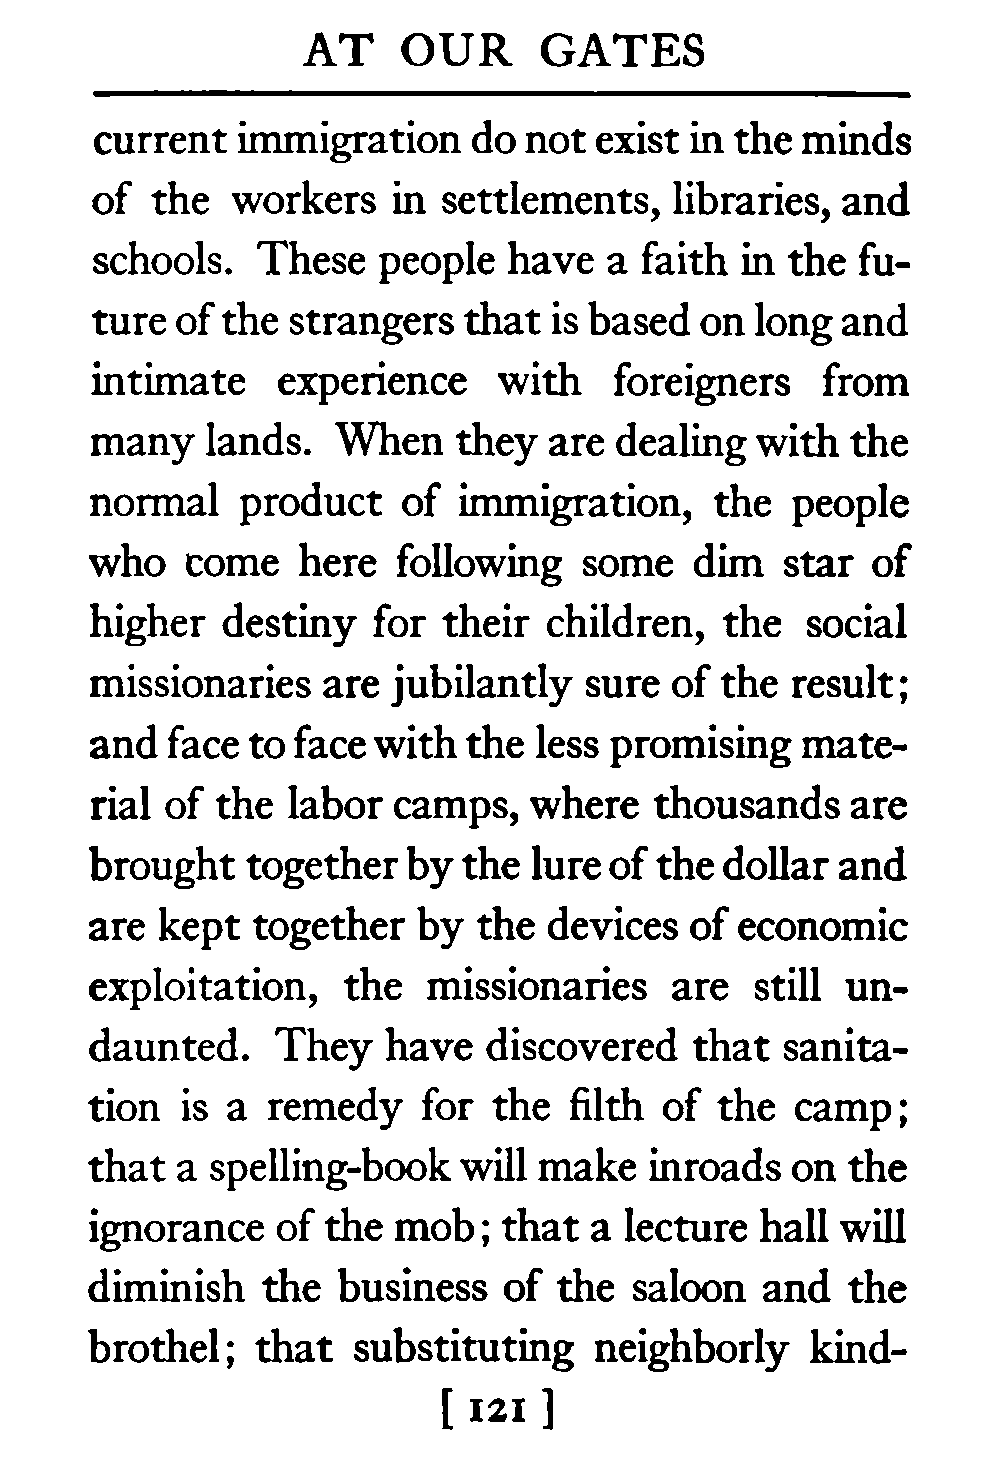 AT OUR GATES
current immigration do not exist in the minds
of the workers in settlements, libraries, and
schools. These people have a faith in the fu-
ture of the strangers that is based on long and
intimate experience with foreigners from
many lands. When they are dealing with the
normal product of immigration, the people
who come here following some dim star of
higher destiny for their children, the social
missionaries are jubilantly sure of the result;
and face to face with the less promising mate-
rial of the labor camps, where thousands are
brought together by the lure of the dollar and
are kept together by the devices of economic
exploitation, the missionaries are still un-
daunted. They have discovered that sanita-
tion is a remedy for the filth of the camp;
that a spelling-book will make inroads on the
ignorance of the mob; that a lecture hall will
diminish the business of the saloon and the
brothel; that substituting neighborly kind-
[ 121 ]